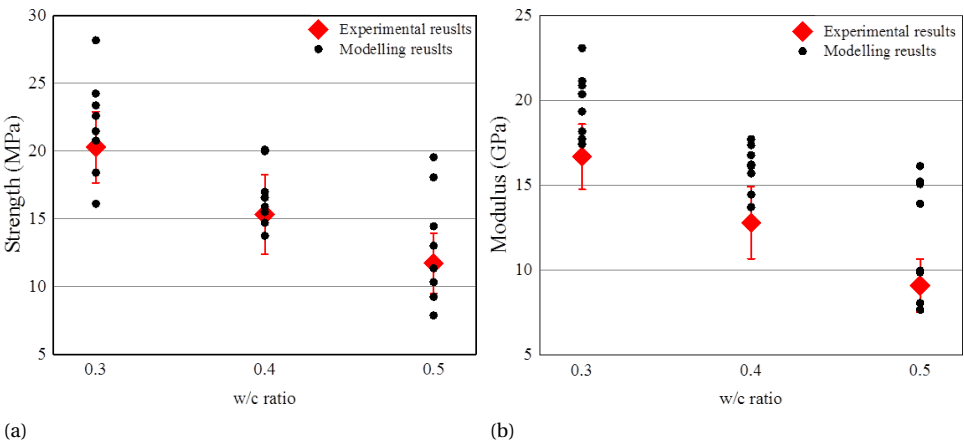 30
25
20
15
10
5
Strength (MPa)
Experimental reuslts
Modelling reuslts
0.3
0.4
0.5
w/c ratio
(a)
25
20
15
10
5
Modulus (GPa)
Experimental results
Modelling reuslts
0.3
0.4
0.5
w/c ratio
(b)